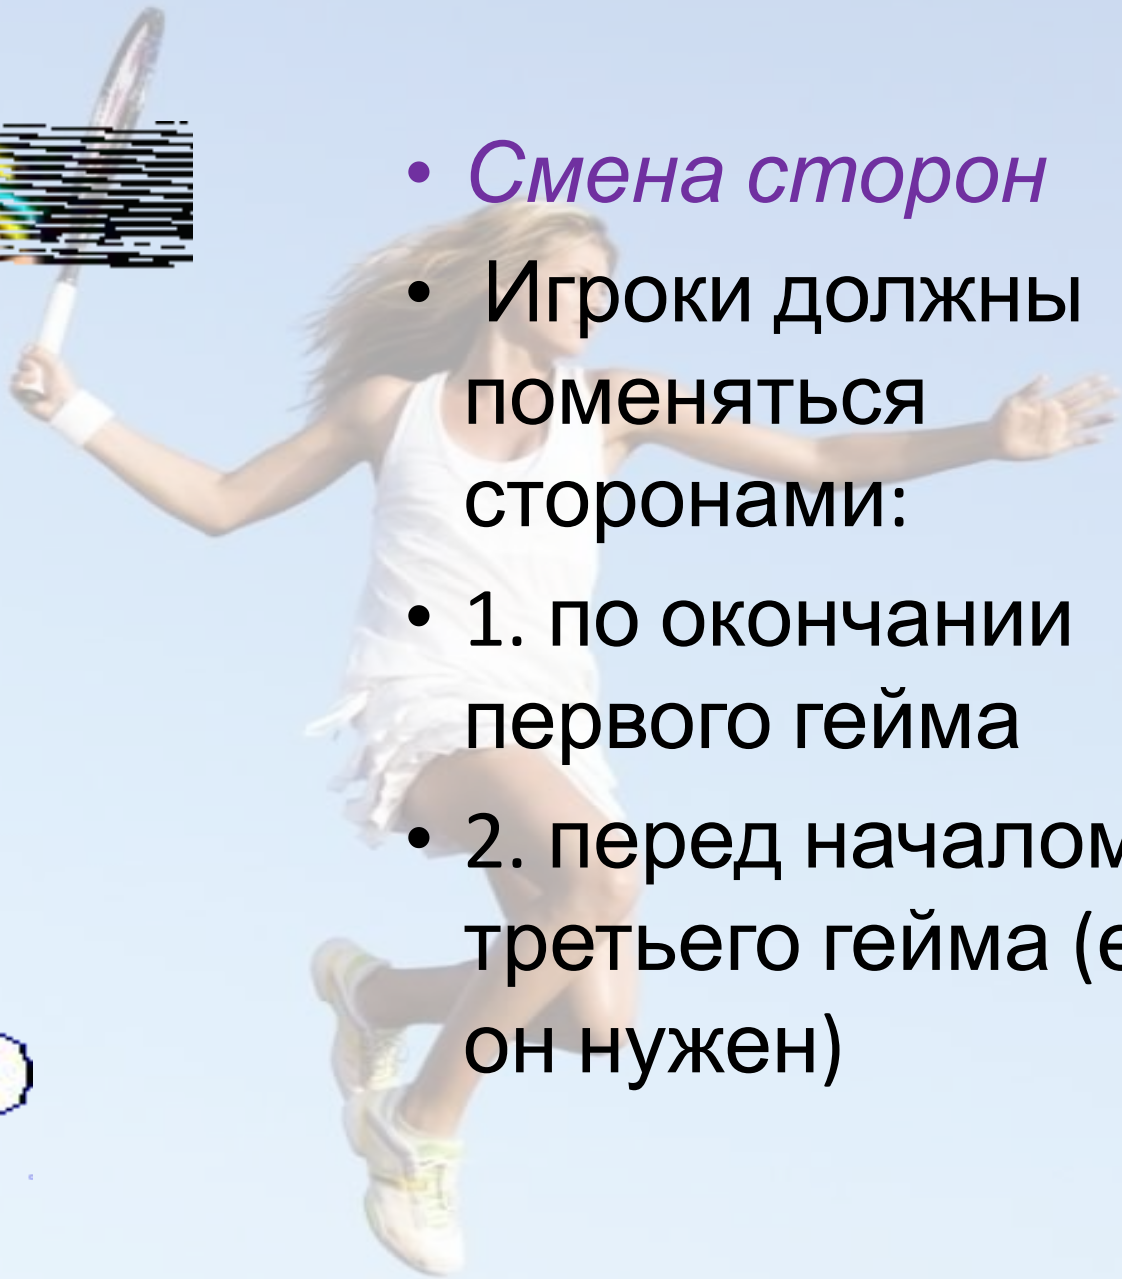 • Смена сторон
• Игроки должны
поменяться
сторонами:
• 1. по окончании
первого гейма
• 2. перед началом
третьего гейма (
он нужен)